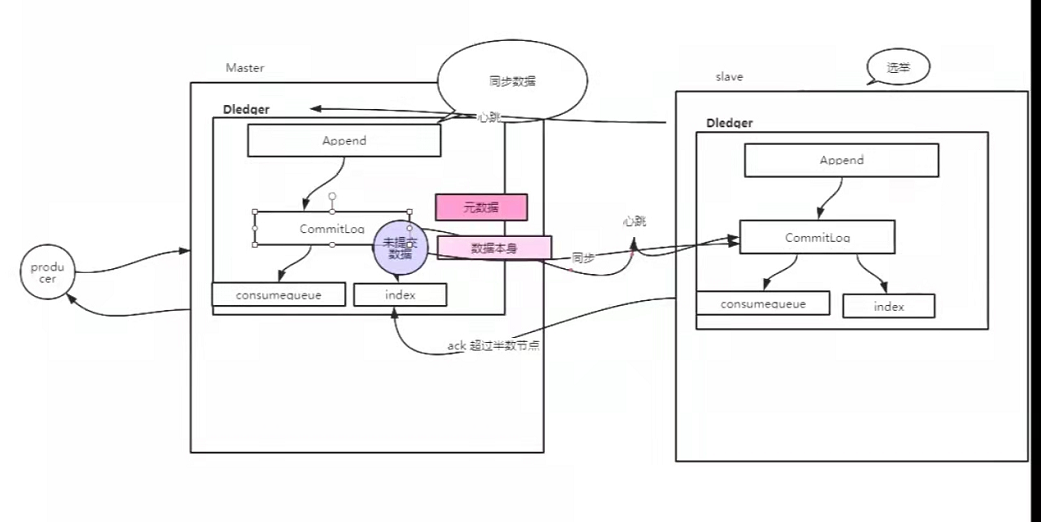 Master
同步数据
选举
slave
Dledger
心跳
Dledger
Append
Append
元数据
CommitLog
心跳
CommitLog
未提交
数据
数据本身
同步
produ
cer
consumequeue
index
consumequeue
index
ack 超过半数节点